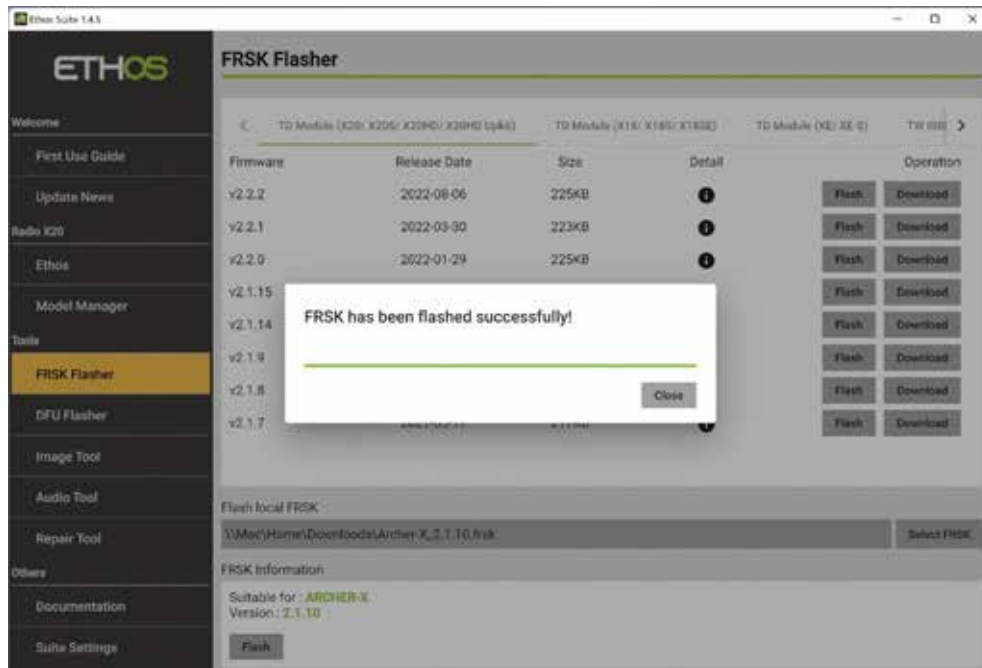 Ethos Suite 1.4.5
ETHOS
FRSK Flasher
Welcome
First Use Guide
Update News
Radio X20
Ethos
Model Manager
Tools
FRSK Flasher
DFU Flasher
Image Tool
Audio Tool
Repair Tool
Others
Documentation
Suite Settings
TD Module (X20/ X20S/ X20HD/ X20HD Upkit) TD Module (X18/ X18S/ X18SE) TD Module (XE/ XE-S)
Firmware Release Date Size Detail Operation
v2.2.2 2022-08-06 225KB Flash Download
v2.2.1 2022-03-30 223KB Flash Download
v2.2.0 2022-01-29 225KB Flash Download
v2.1.15 Flash Download
v2.1.14 Flash Download
v2.1.9 Flash Download
v2.1.8 Flash Download
v2.1.7 Flash Download
FRSK has been flashed successfully!
Close
Flash local FRSK
\\Mac\Home\Downloads\Archer-X_2.1.10.frsk Select FRSK
FRSK Information
Suitable for : ARCHER-X
Version : 2.1.10
Flash